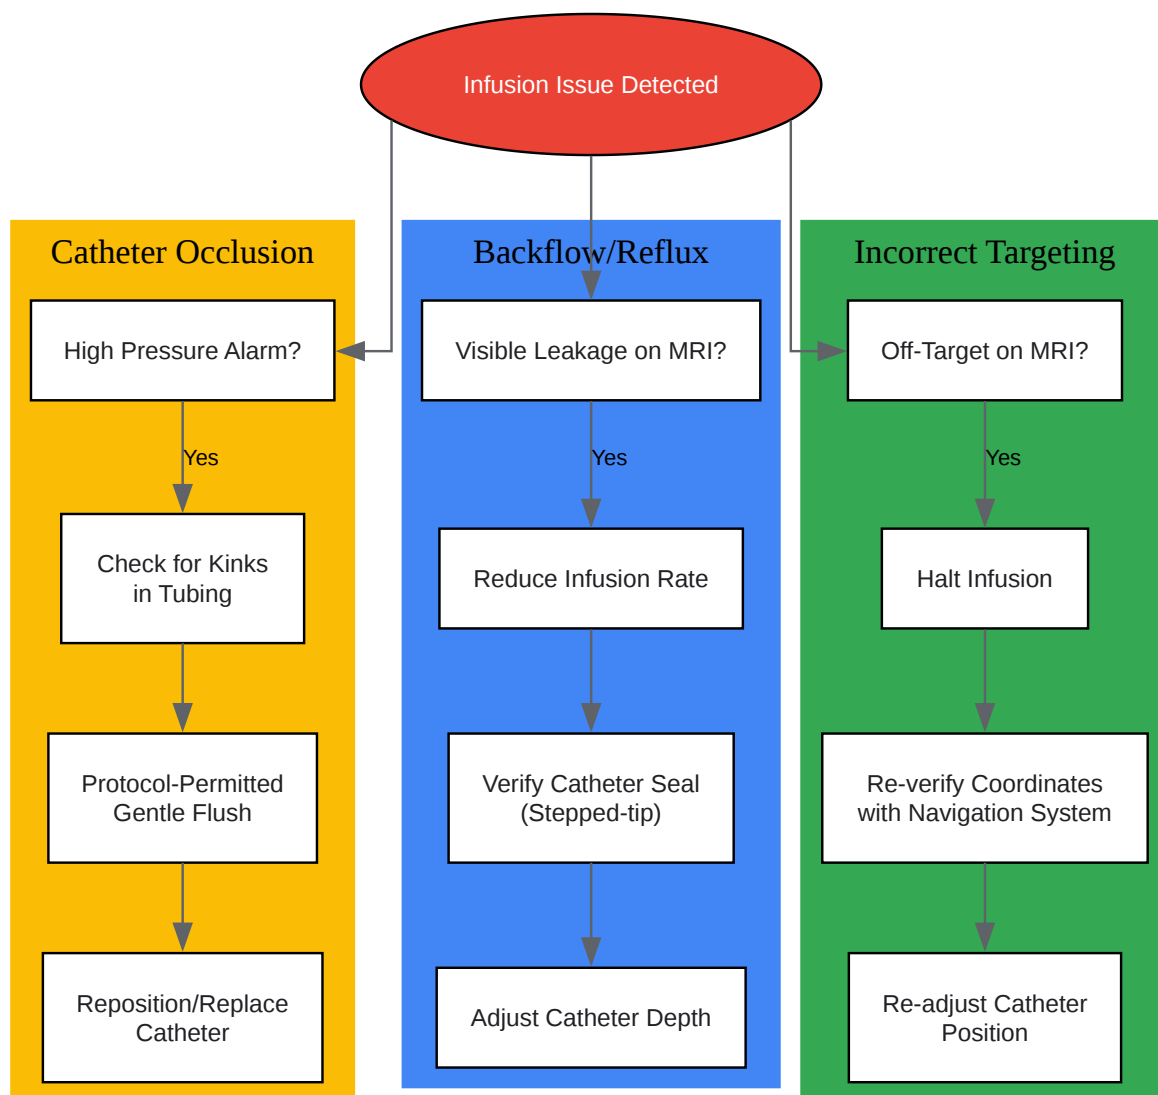 Infusion Issue Detected
Catheter Occlusion
High Pressure Alarm?
Yes
Check for Kinks
in Tubing
Protocol-Permitted
Gentle Flush
Reposition/Replace
Catheter
Backflow/Reflux
Visible Leakage on MRI?
Yes
Reduce Infusion Rate
Verify Catheter Seal
(Stepped-tip)
Adjust Catheter Depth
Incorrect Targeting
Off-Target on MRI?
Yes
Halt Infusion
Re-verify Coordinates
with Navigation System
Re-adjust Catheter
Position